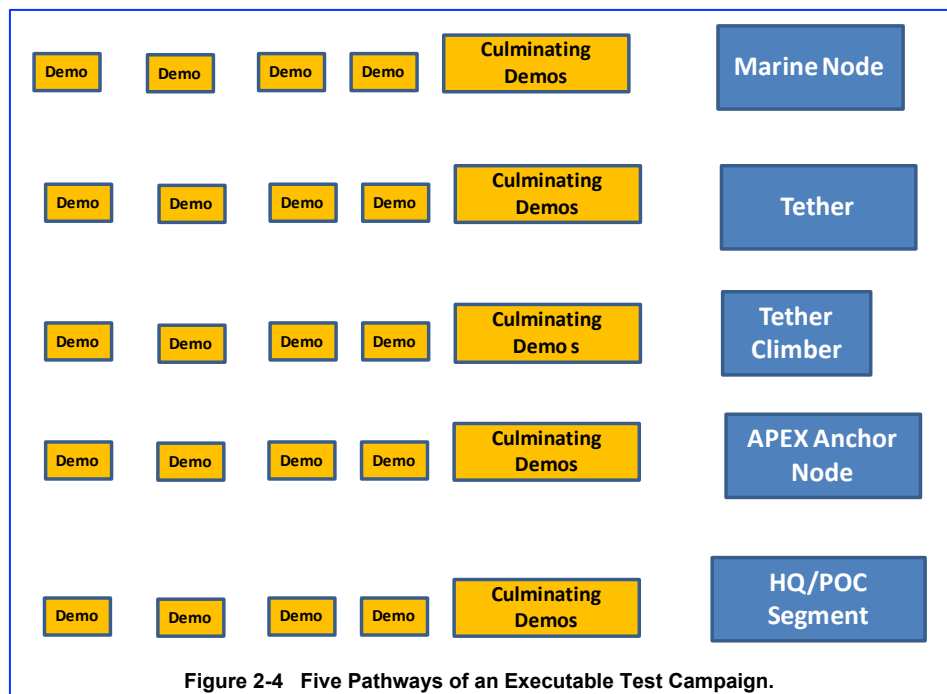 Demo Demo Demo Demo Culminating
Demos Marine Node
Demo Demo Demo Demo Culminating
Demos Tether
Demo Demo Demo Demo Culminating
Demo s Tether
Climber
Demo Demo Demo Demo Culminating
Demos APEX Anchor
Node
Demo Demo Demo Demo Culminating
Demos HQ/POC
Segment
Figure 2-4 Five Pathways of an Executable Test Campaign.